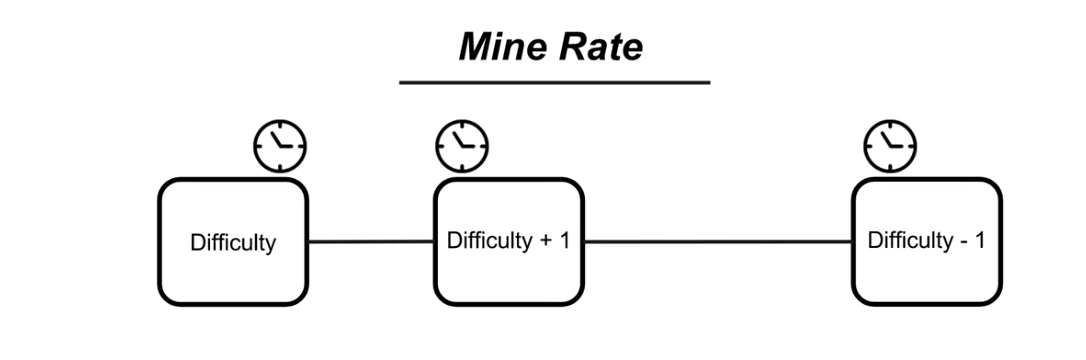 Mine Rate
Difficulty
Difficulty + 1
Difficulty - 1